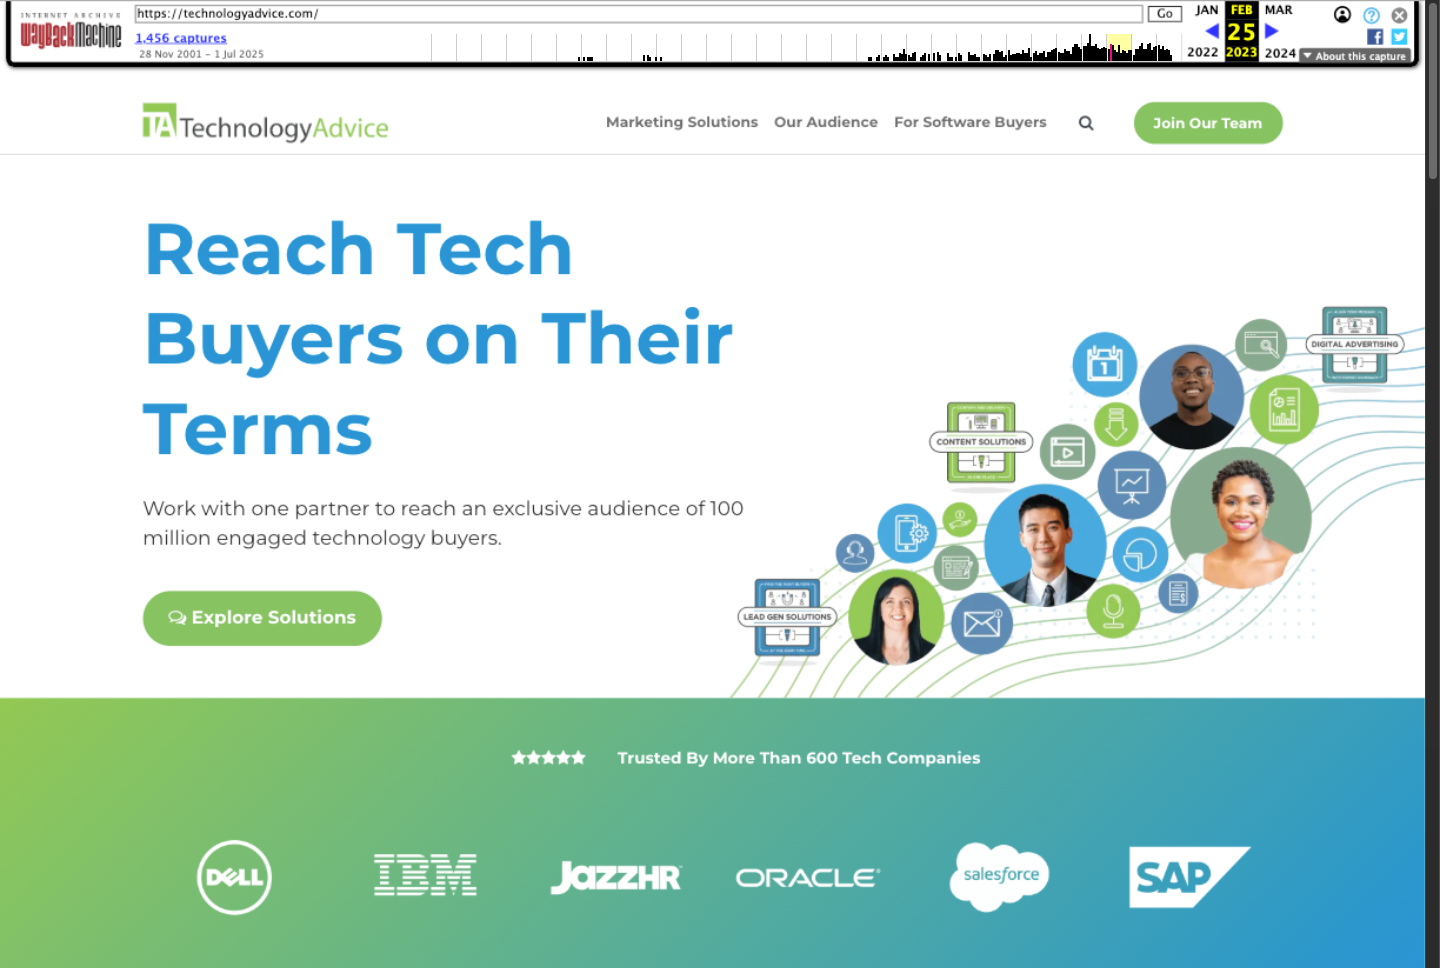 INTERNET ARCHIVE
WayBackMachine
https://technologyadvice.com/
Go
1,456 captures
28 Nov 2001 – 1 Jul 2025
JAN FEB MAR
25
2022 2023 2024
About this capture
TA TechnologyAdvice
Marketing Solutions
Our Audience
For Software Buyers
Join Our Team
Reach Tech
Buyers on Their
Terms
Work with one partner to reach an exclusive audience of 100
million engaged technology buyers.
Explore Solutions
DIGITAL ADVERTISING
1
CONTENT SOLUTIONS
LEAD GEN SOLUTIONS
Trusted By More Than 600 Tech Companies
DELL
IBM
JAZZHR
ORACLE
salesforce
SAP